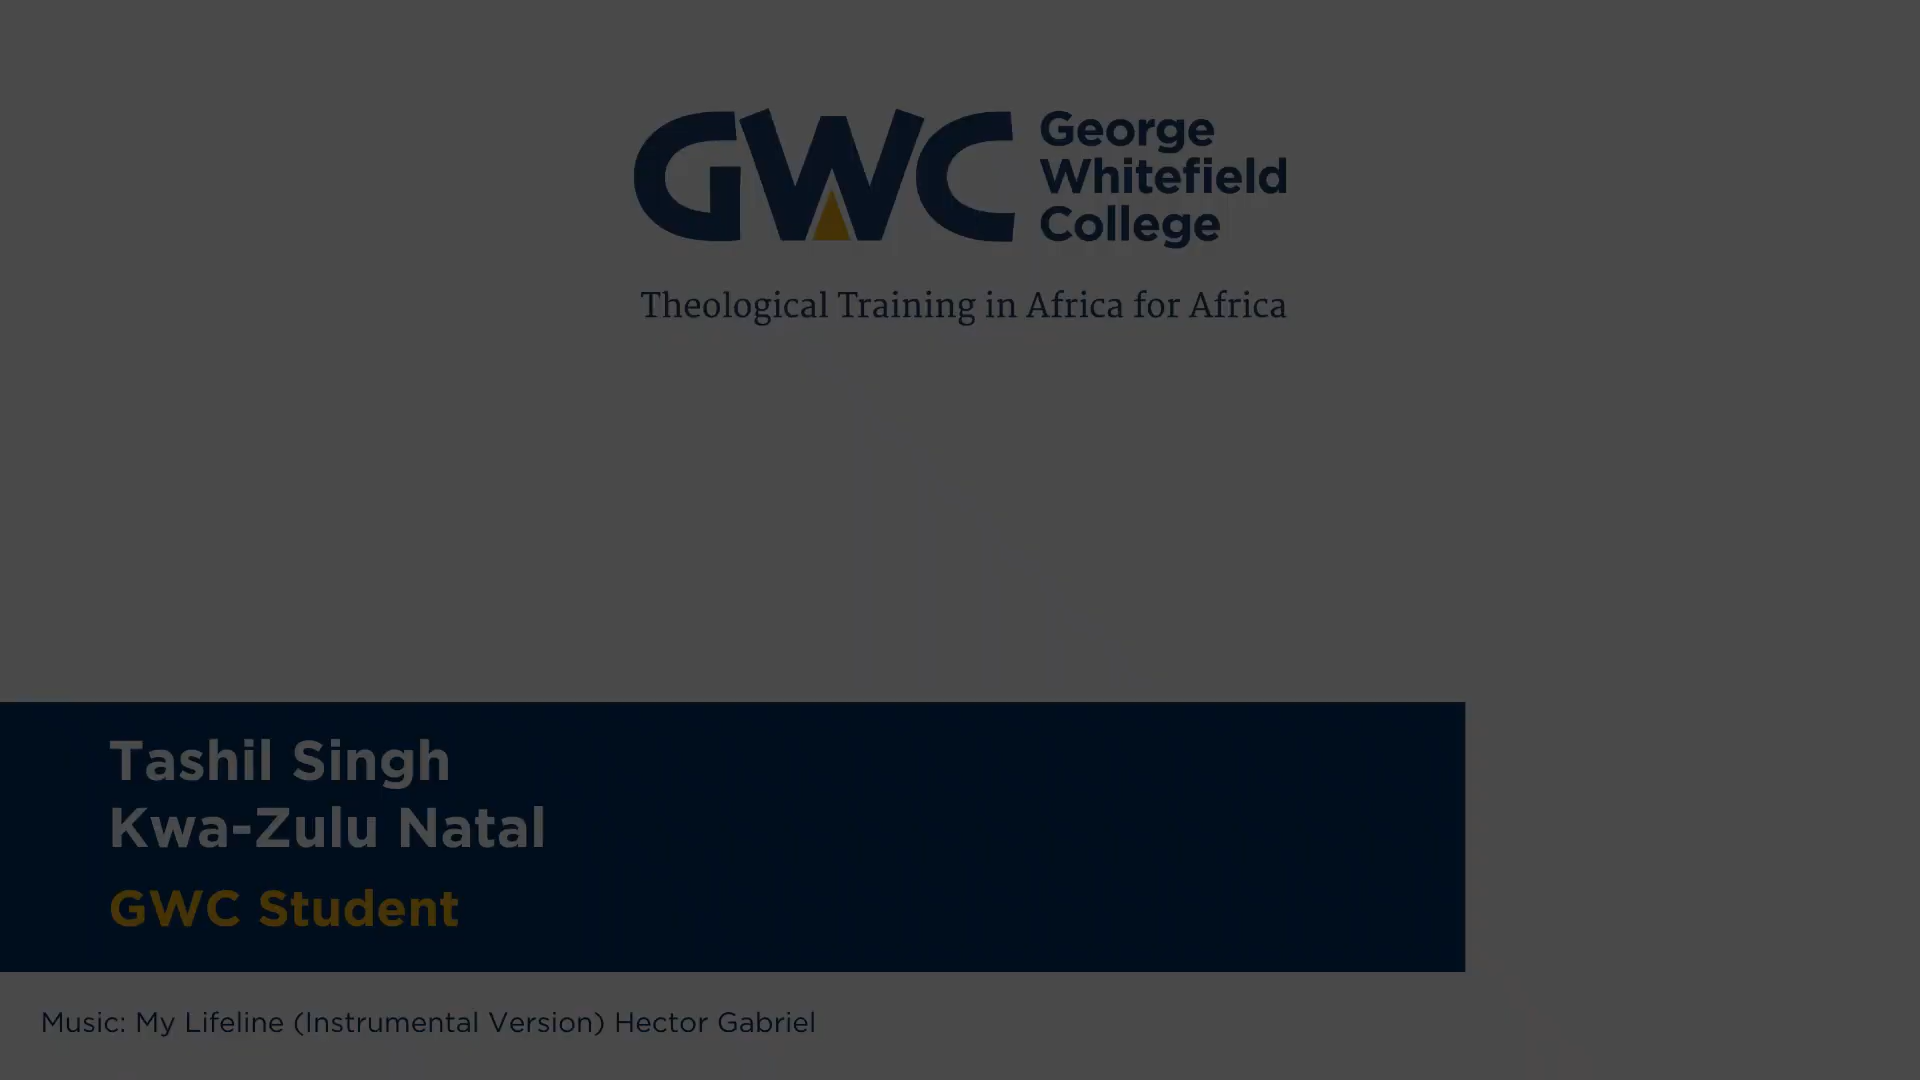 GWC
George
Whitefield
College
Theological Training in Africa for Africa
Tashil Singh
Kwa-Zulu Natal
GWC Student
Music: My Lifeline (Instrumental Version) Hector Gabriel